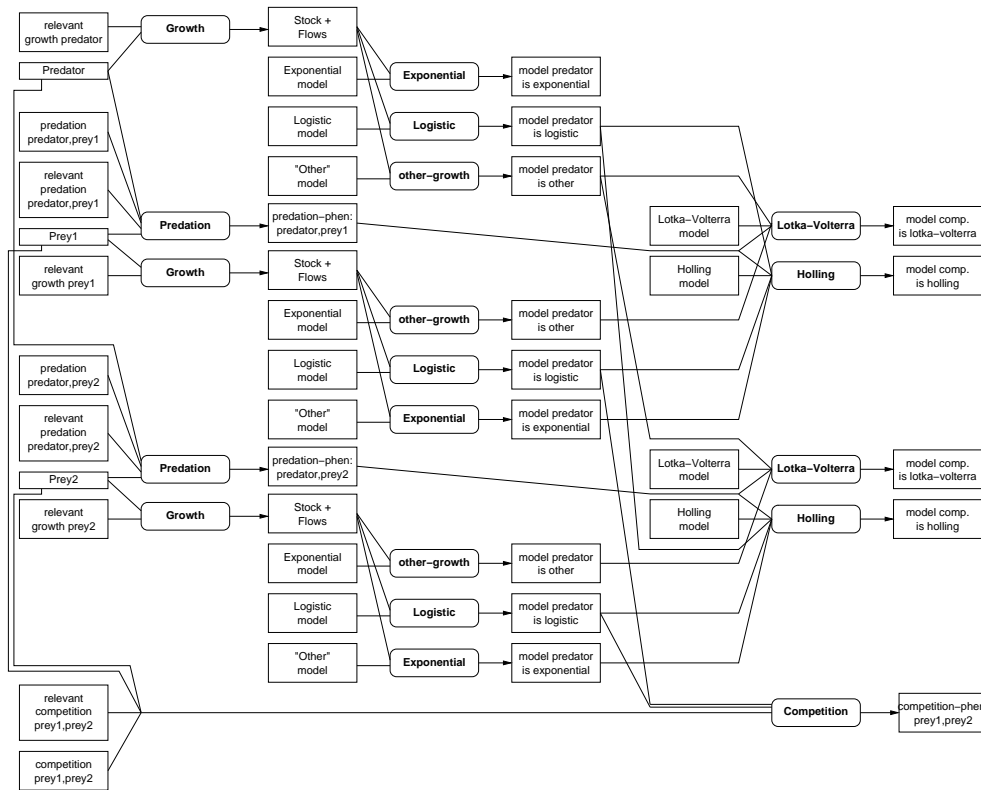 relevant
growth predator
Growth
Stock +
Flows
Predator
Exponential
model
Exponential
model predator
is exponential
predation
predator,prey1
Logistic
model
Logistic
model predator
is logistic
relevant
predation
predator,prey1
"Other"
model
other-growth
model predator
is other
Predation
predation-phen:
predator,prey1
Lotka-Volterra
model
Lotka-Volterra
model comp.
is lotka-volterra
Prey1
relevant
growth prey1
Growth
Stock +
Flows
Holling
model
Holling
model comp.
is holling
Exponential
model
other-growth
model predator
is other
predation
predator,prey2
Logistic
model
Logistic
model predator
is logistic
relevant
predation
predator,prey2
"Other"
model
Exponential
model predator
is exponential
Predation
predation-phen:
predator,prey2
Lotka-Volterra
model
Lotka-Volterra
model comp.
is lotka-volterra
Prey2
relevant
growth prey2
Growth
Stock +
Flows
Holling
model
Holling
model comp.
is holling
Exponential
model
other-growth
model predator
is other
Logistic
model
Logistic
model predator
is logistic
"Other"
model
Exponential
model predator
is exponential
relevant
competition
prey1,prey2
Competition
competition-phen
prey1,prey2
competition
prey1,prey2